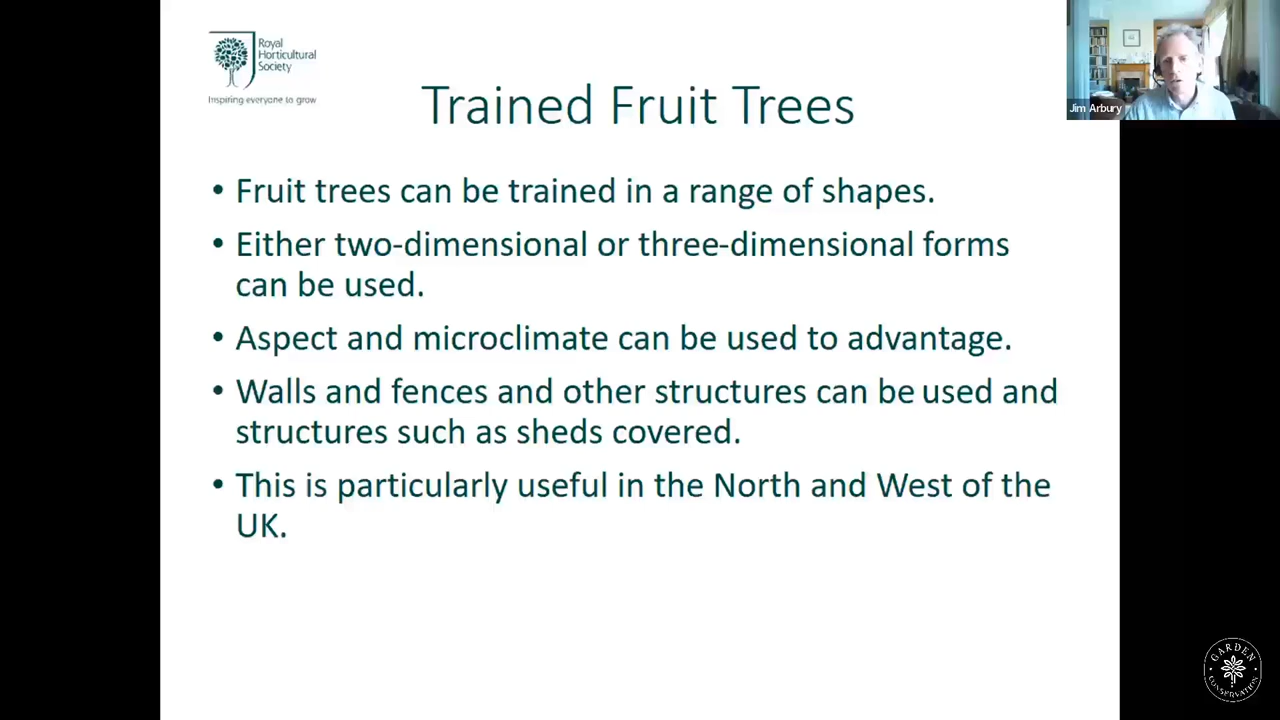 Royal
Horticultural
Society
Inspiring everyone to grow
Jim Arbury
Trained Fruit Trees
• Fruit trees can be trained in a range of shapes.
• Either two-dimensional or three-dimensional forms
can be used.
• Aspect and microclimate can be used to advantage.
• Walls and fences and other structures can be used and
structures such as sheds covered.
• This is particularly useful in the North and West of the
UK.
GARDEN
CONSERVATION